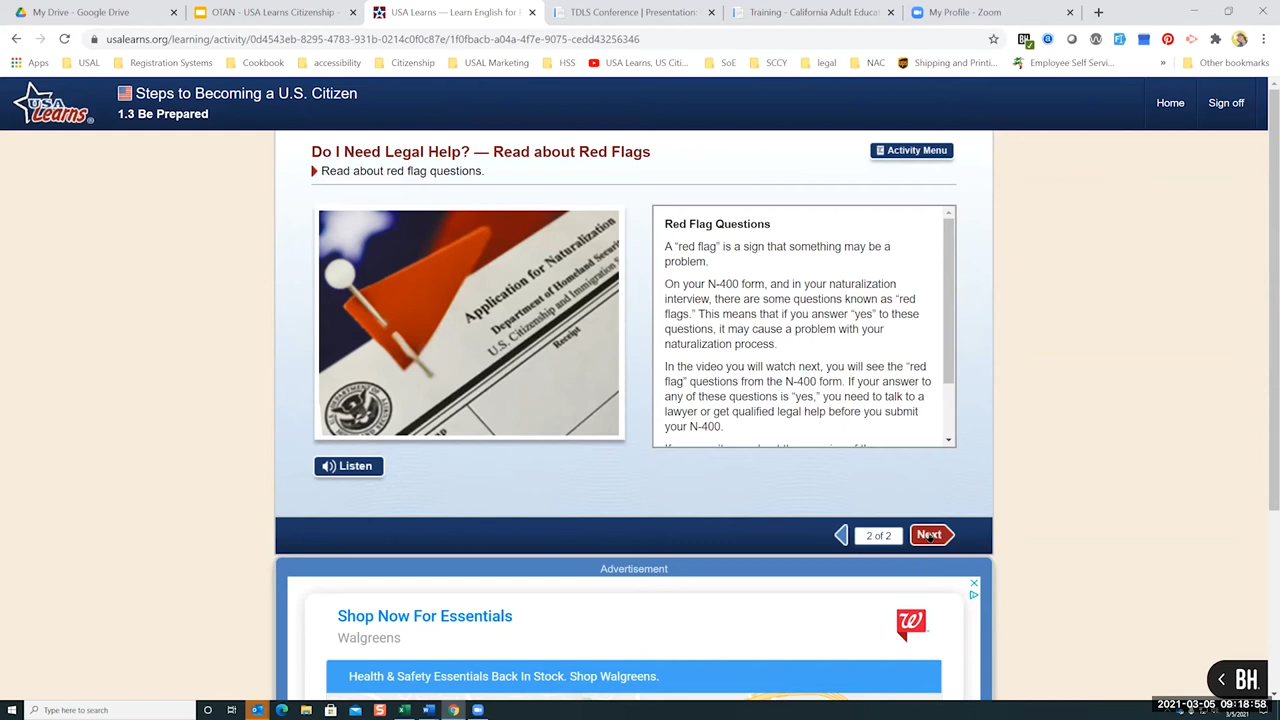 My Drive - Google Drive
OTAN - USA Learns Citizenship -
USA Learns — Learn English for
TDLS Conference | Presentation:
Training - California Adult Educat
My Profile - Zoom
usalearns.org/learning/activity/0d4543eb-8295-4783-931b-0214c0f0c87e/1f0fbacb-a04a-4f7e-9075-cedd43256346
Apps
USAL
Registration Systems
Cookbook
accessibility
Citizenship
USAL Marketing
HSS
USA Learns, US Citi...
SoE
SCCY
legal
NAC
Shipping and Printi...
Employee Self Servi...
»
Other bookmarks
USA Learns
Steps to Becoming a U.S. Citizen
1.3 Be Prepared
Home
Sign off
Do I Need Legal Help? — Read about Red Flags
Activity Menu
Read about red flag questions.
Application for Naturalization
Department of Homeland Securi
U.S. Citizenship and Immigration S
Receipt
Red Flag Questions
A “red flag” is a sign that something may be a
problem.
On your N-400 form, and in your naturalization
interview, there are some questions known as “red
flags.” This means that if you answer “yes” to these
questions, it may cause a problem with your
naturalization process.
In the video you will watch next, you will see the “red
flag” questions from the N-400 form. If your answer to
any of these questions is “yes,” you need to talk to a
lawyer or get qualified legal help before you submit
your N-400.
Listen
2 of 2
Next
Advertisement
Shop Now For Essentials
Walgreens
Health & Safety Essentials Back In Stock. Shop Walgreens.
BH
Type here to search
2021-03-05 09:18:58
3/5/2021